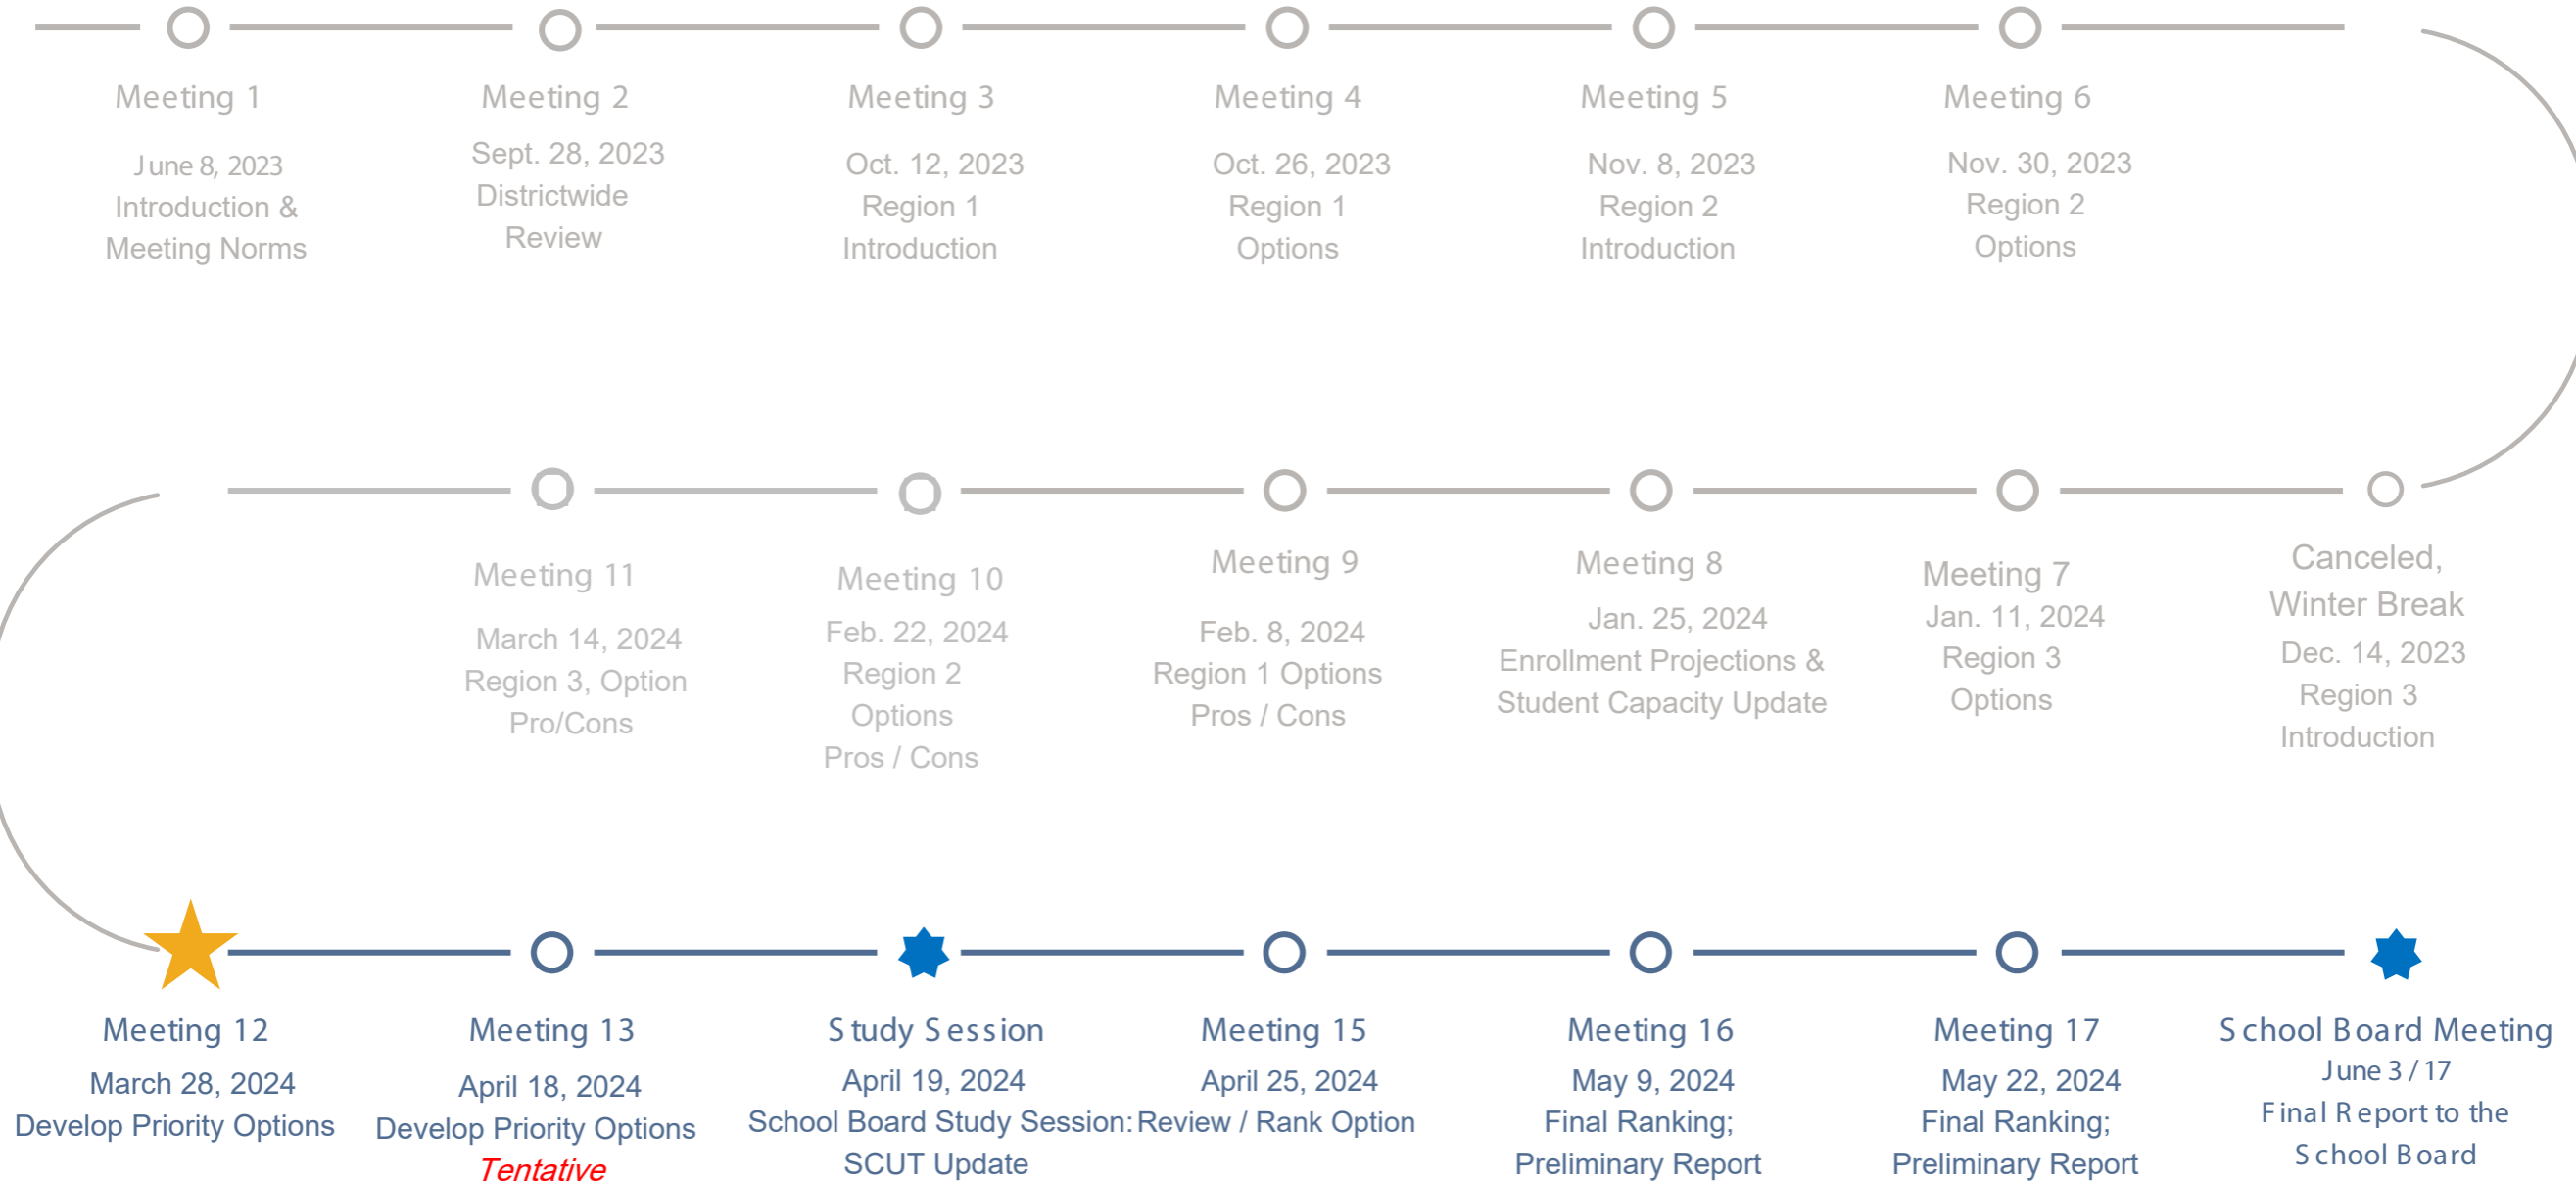 Meeting 1
June 8, 2023
Introduction &
Meeting Norms
Meeting 2
Sept. 28, 2023
Districtwide
Review
Meeting 3
Oct. 12, 2023
Region 1
Introduction
Meeting 4
Oct. 26, 2023
Region 1
Options
Meeting 5
Nov. 8, 2023
Region 2
Introduction
Meeting 6
Nov. 30, 2023
Region 2
Options
Meeting 11
March 14, 2024
Region 3, Option
Pro/Cons
Meeting 10
Feb. 22, 2024
Region 2
Options
Pros / Cons
Meeting 9
Feb. 8, 2024
Region 1 Options
Pros / Cons
Meeting 8
Jan. 25, 2024
Enrollment Projections &
Student Capacity Update
Meeting 7
Jan. 11, 2024
Region 3
Options
Canceled,
Winter Break
Dec. 14, 2023
Region 3
Introduction
Meeting 12
March 28, 2024
Develop Priority Options
Meeting 13
April 18, 2024
Develop Priority Options
Tentative
Study Session
April 19, 2024
School Board Study Session:
SCUT Update
Meeting 15
April 25, 2024
Review / Rank Option
Meeting 16
May 9, 2024
Final Ranking;
Preliminary Report
Meeting 17
May 22, 2024
Final Ranking;
Preliminary Report
School Board Meeting
June 3 / 17
Final Report to the
School Board